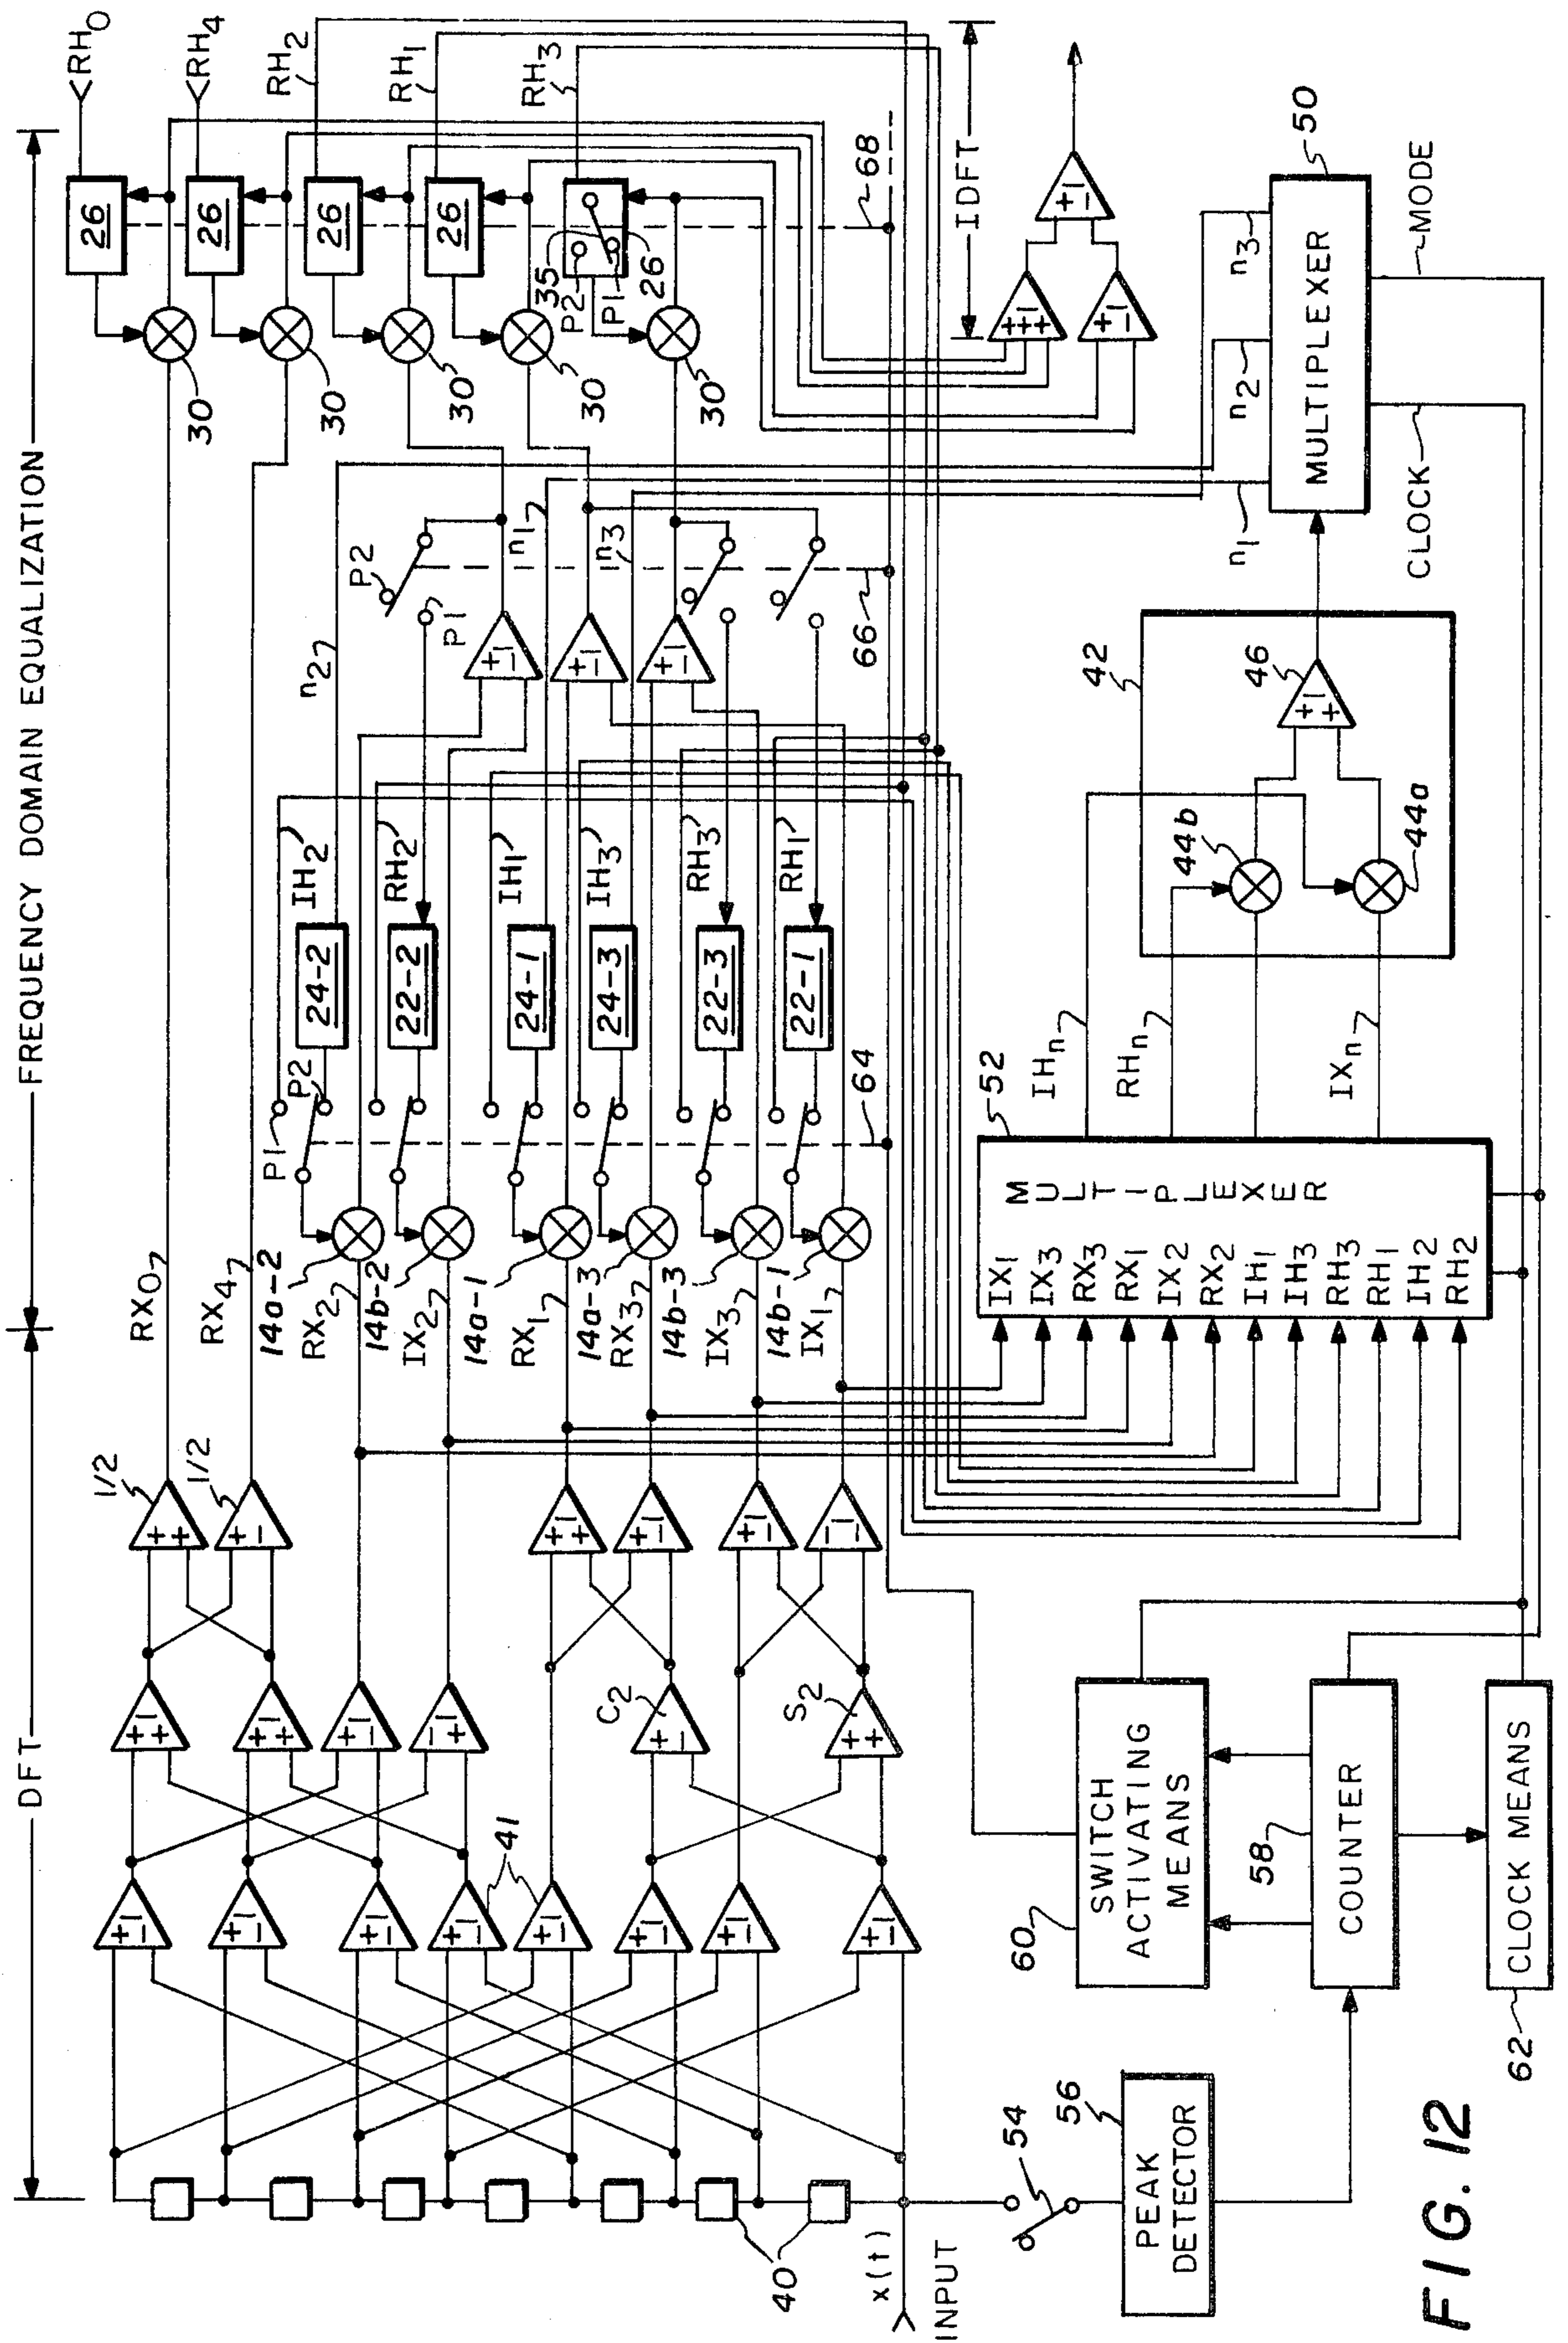 DFT
FREQUENCY DOMAIN EQUALIZATION
IDFT
RH0
RH4
RH2
RH1
RH3
26
26
26
26
26
35
P2
P1
30
30
30'
30
30'
1/2
1/2
RX0
RX4
RX2
IX2
RX1
RX3
IX3
IX1
14a-2
14b-2
14a-1
14a-3
14b-3
14b-1
P1
P2
IH2
RH2
IH1
IH3
RH3
RH1
24-2
22-2
24-1
24-3
22-3
22-1
n2
P2
P1
n1
n3
64
66
68
41
C2
S2
40
x(t)
INPUT
54
56
PEAK DETECTOR
60
SWITCH ACTIVATING MEANS
58
COUNTER
62
CLOCK MEANS
52
MULTIPLEXER
IX1
IX3
RX3
RX1
IX2
RX2
IH1
IH3
RH3
RH1
IH2
RH2
IHn
RHn
IXn
42
44b
44a
46
50
MULTIPLEXER
n1
n2
n3
CLOCK
MODE
FIG. 12